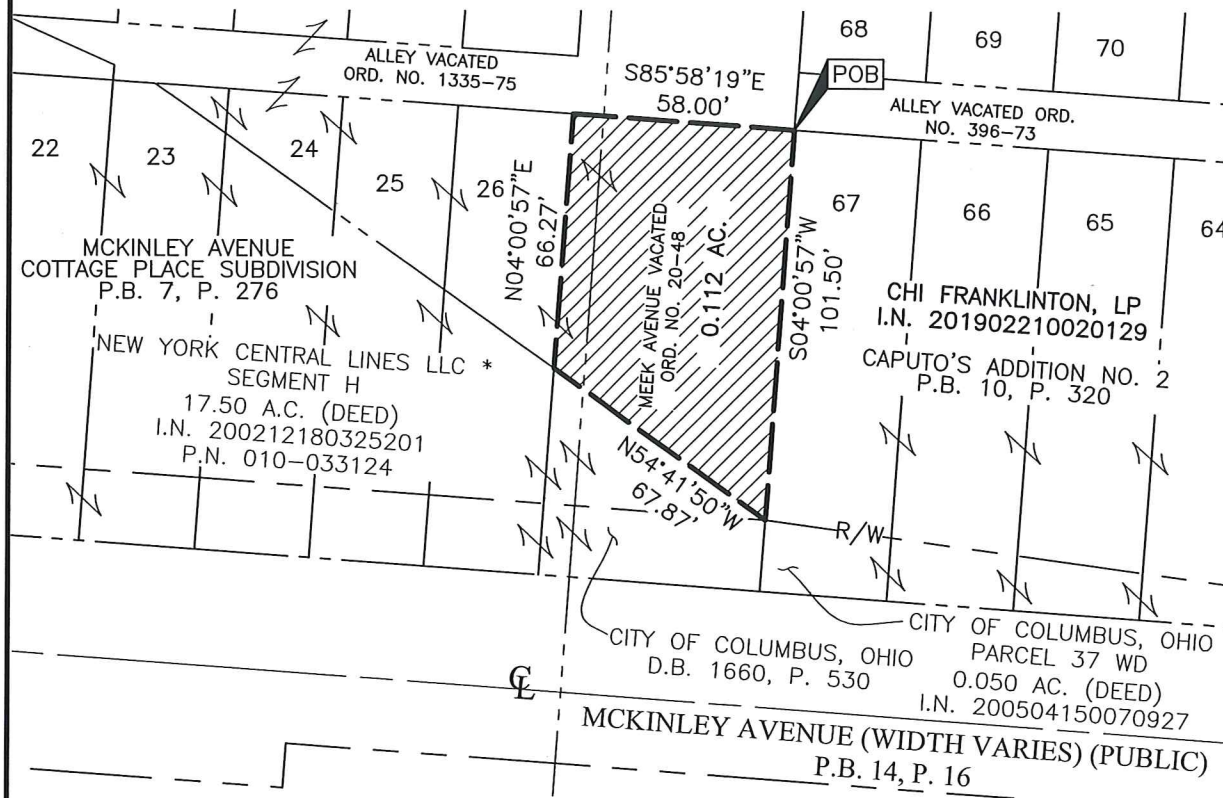 68
69
70
ALLEY VACATED
ORD. NO. 1335-75
S85°58'19"E
58.00'
POB
ALLEY VACATED ORD.
NO. 396-73
22
23
24
25
26
N04°00'57"E
66.27'
MEEK AVENUE VACATED
ORD. NO. 20-48
0.112 AC.
S04°00'57"W
101.50'
67
66
65
64
MCKINLEY AVENUE
COTTAGE PLACE SUBDIVISION
P.B. 7, P. 276
CHI FRANKLINTON, LP
I.N. 201902210020129
CAPUTO'S ADDITION NO. 2
P.B. 10, P. 320
NEW YORK CENTRAL LINES LLC *
SEGMENT H
17.50 A.C. (DEED)
I.N. 200212180325201
P.N. 010-033124
N54°41'50"W
67.87'
R/W
CITY OF COLUMBUS, OHIO
D.B. 1660, P. 530
CITY OF COLUMBUS, OHIO
PARCEL 37 WD
0.050 AC. (DEED)
I.N. 200504150070927
CL
MCKINLEY AVENUE (WIDTH VARIES) (PUBLIC)
P.B. 14, P. 16